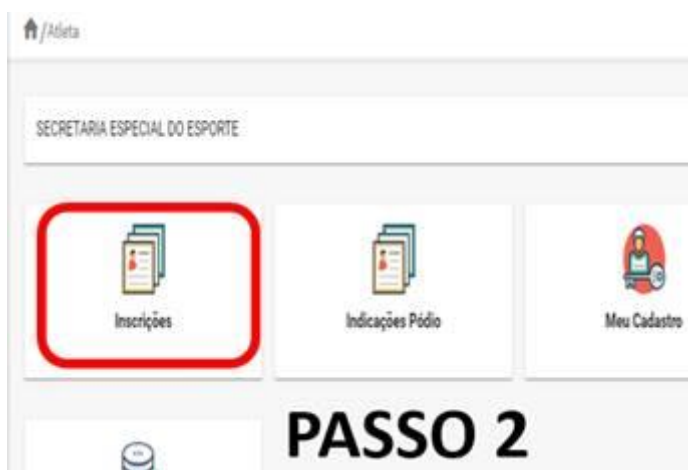 /Atleta
SECRETARIA ESPECIAL DO ESPORTE
Inscrições
Indicações Pódio
Meu Cadastro
PASSO 2